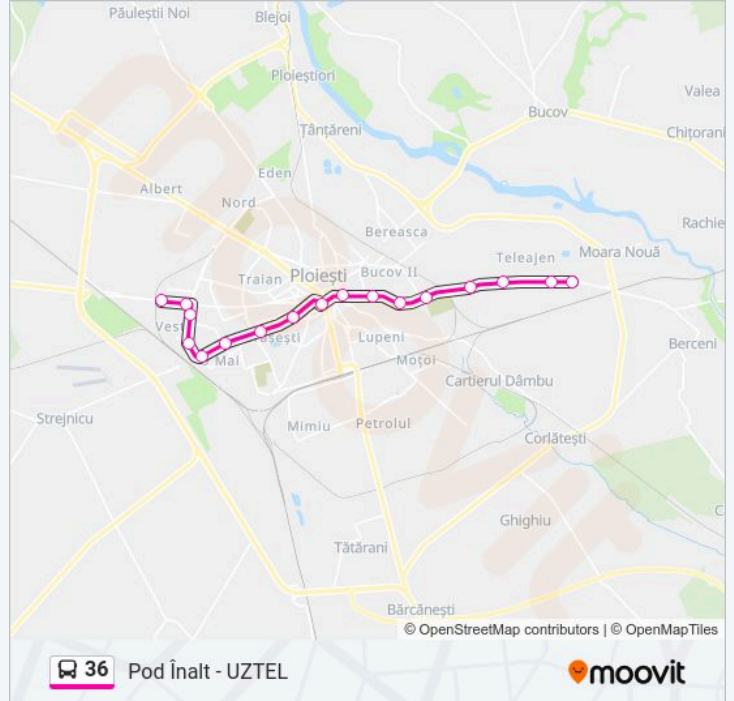 Păuleștii Noi
Blejoi
Ploieștiori
Valea
Bucov
Tânțăreni
Chițorani
Eden
Albert
Nord
Rachie
Bereasca
Teleajen
Moara Nouă
Ploiești
Bucov II
Traian
Vest
Lupeni
Berceni
Mai
Moțoi
Cartierul Dâmbu
Strejnicu
Mimiu
Petrolul
Corlătești
Ghighiu
Tătărani
Bărcănești
© OpenStreetMap contributors | © OpenMapTiles
36 Pod Înalt - UZTEL
moovit